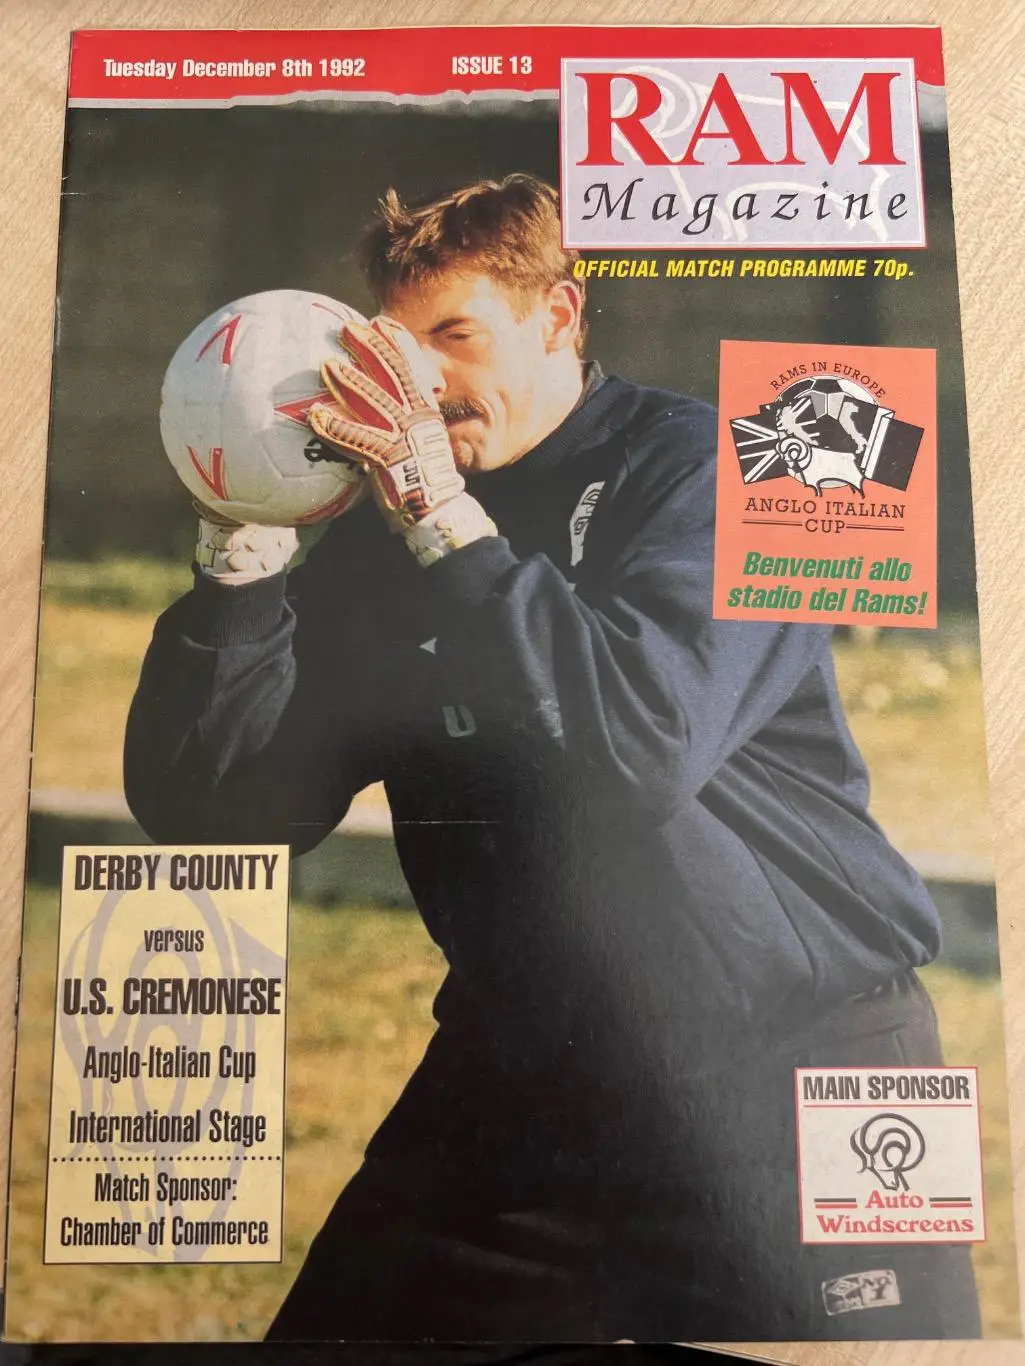 Tuesday December 8th 1992
ISSUE 13
RAM
Magazine
OFFICIAL MATCH PROGRAMME 70p.
RAMS IN EUROPE
ANGLO ITALIAN
CUP
Benvenuti allo
stadio del Rams!
DERBY COUNTY
versus
U.S. CREMONESE
Anglo-Italian Cup
International Stage
Match Sponsor:
Chamber of Commerce
MAIN SPONSOR
Auto
Windscreens
NO.
1